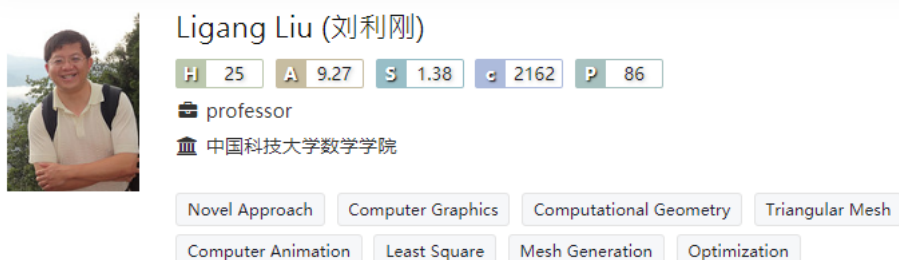 Ligang Liu (刘利刚)
H 25 A 9.27 S 1.38 c 2162 P 86
professor
中国科技大学数学学院
Novel Approach Computer Graphics Computational Geometry Triangular Mesh
Computer Animation Least Square Mesh Generation Optimization